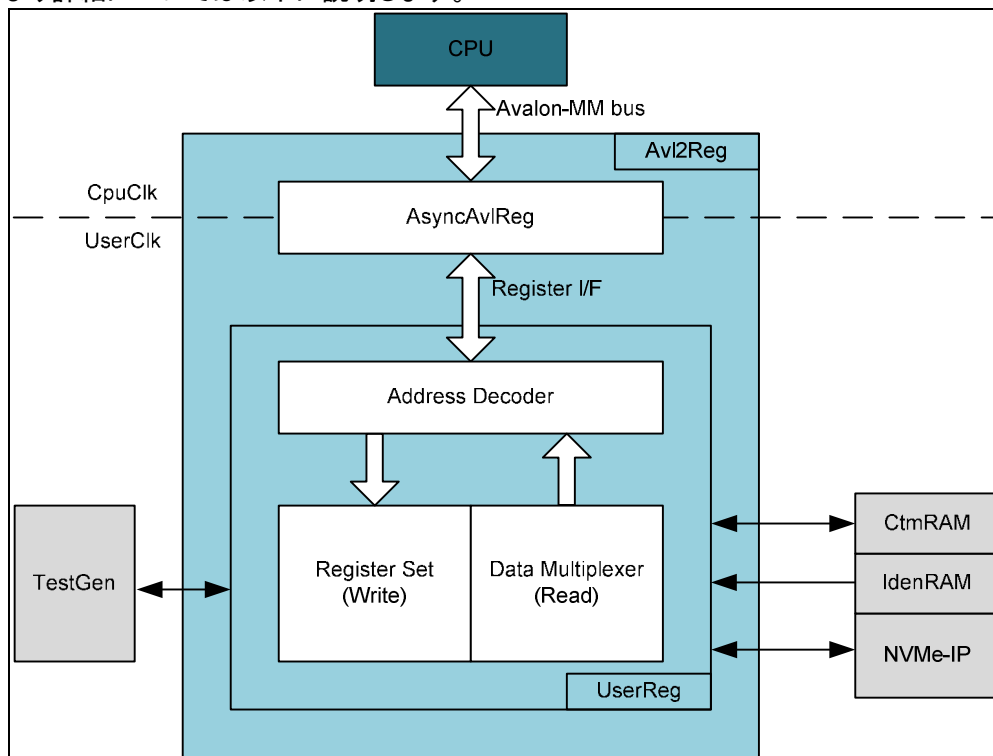 CPU
Avalon-MM bus
Avl2Reg
CpuClk
AsyncAvlReg
UserClk
Register I/F
Address Decoder
TestGen
Register Set
(Write)
Data Multiplexer
(Read)
CtmRAM
IdenRAM
NVMe-IP
UserReg